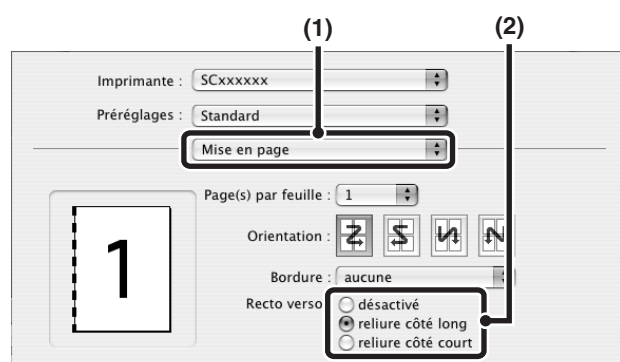 (1) (2)
Imprimante : SCxxxxxx
Préréglages : Standard
Mise en page
Page(s) par feuille : 1
1
Orientation :
Bordure : aucune
Recto verso désactivé
reliure côté long
reliure côté court